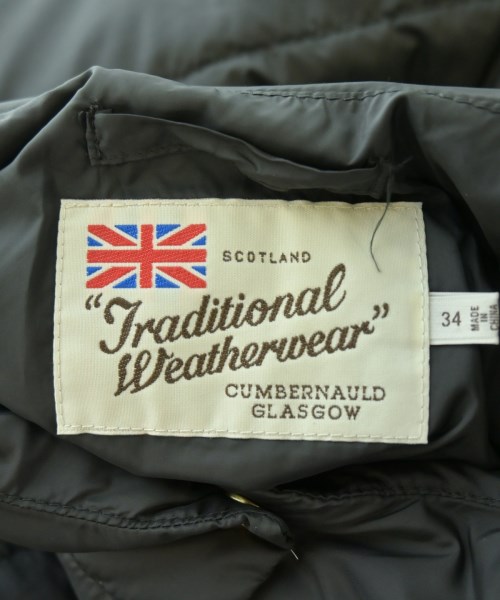 SCOTLAND
"Traditional
Weatherwear"
CUMBERNAULD
GLASGOW
34
MADE
IN
CHINA